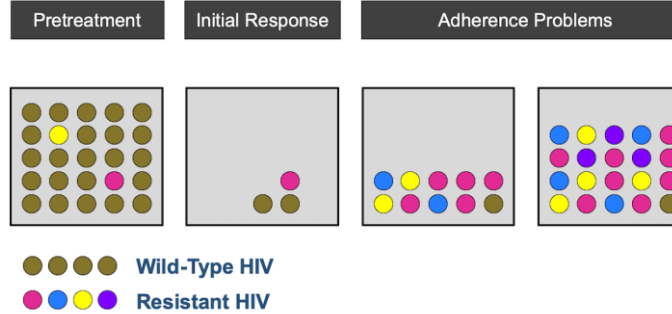 Pretreatment
Initial Response
Adherence Problems
Wild-Type HIV
Resistant HIV